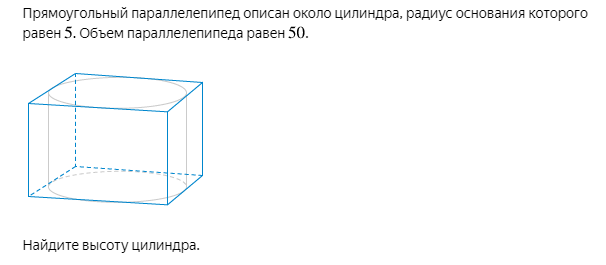 Прямоугольный параллелепипед описан около цилиндра, радиус основания которого
равен 5. Объем параллелепипеда равен 50.
Найдите высоту цилиндра.